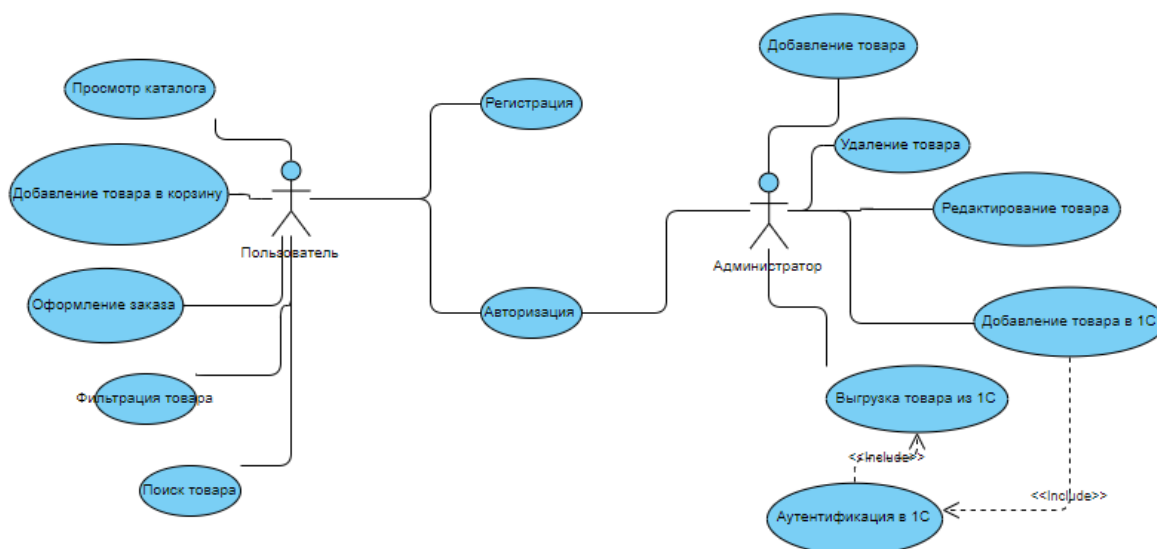 Добавление товара
Просмотр каталога
Регистрация
Удаление товара
Добавление товара в корзину
Редактирование товара
Пользователь
Администратор
Оформление заказа
Авторизация
Добавление товара в 1С
Фильтрация товара
Выгрузка товара из 1С
<<Include>>
Поиск товара
<<Include>>
Аутентификация в 1С